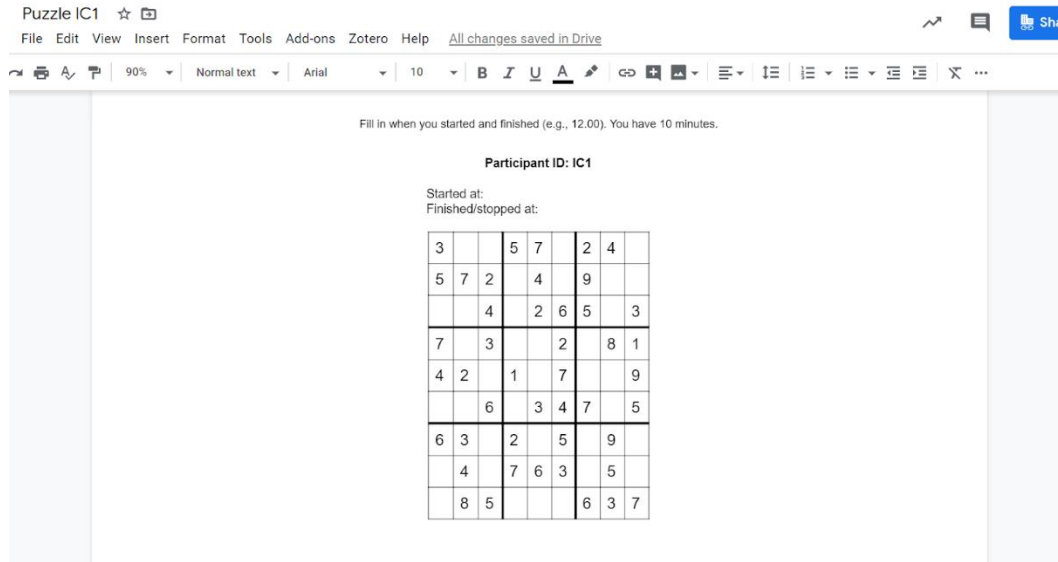 Puzzle IC1
File Edit View Insert Format Tools Add-ons Zotero Help All changes saved in Drive
90% Normal text Arial 10 B I U A
Fill in when you started and finished (e.g., 12.00). You have 10 minutes.
Participant ID: IC1
Started at:
Finished/stopped at:
3 5 7 2 4
5 7 2 4 9
4 2 6 5 3
7 3 2 8 1
4 2 1 7 9
6 3 4 7 5
6 3 2 5 9
4 7 6 3 5
8 5 6 3 7